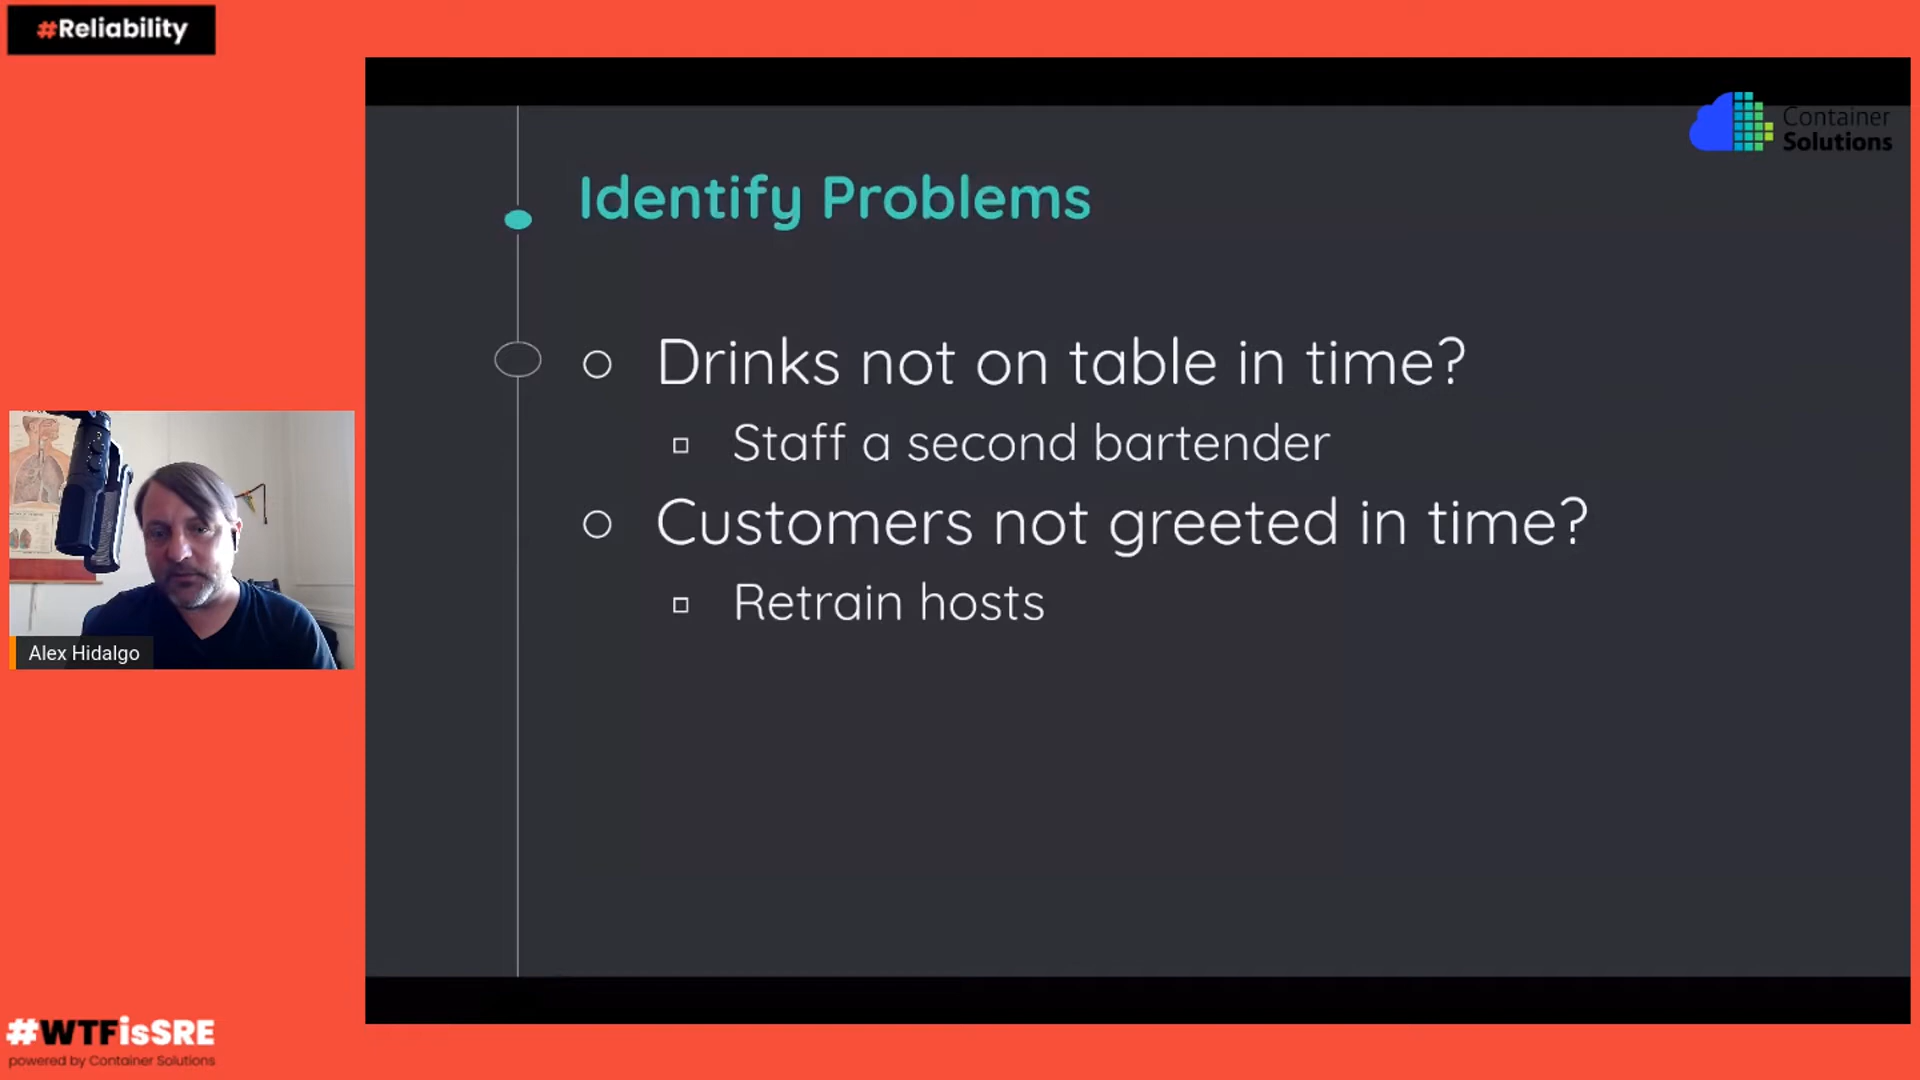 #Reliability
Container
Solutions
Identify Problems
Drinks not on table in time?
Staff a second bartender
Customers not greeted in time?
Retrain hosts
Alex Hidalgo
#WTFisSRE
powered by Container Solutions